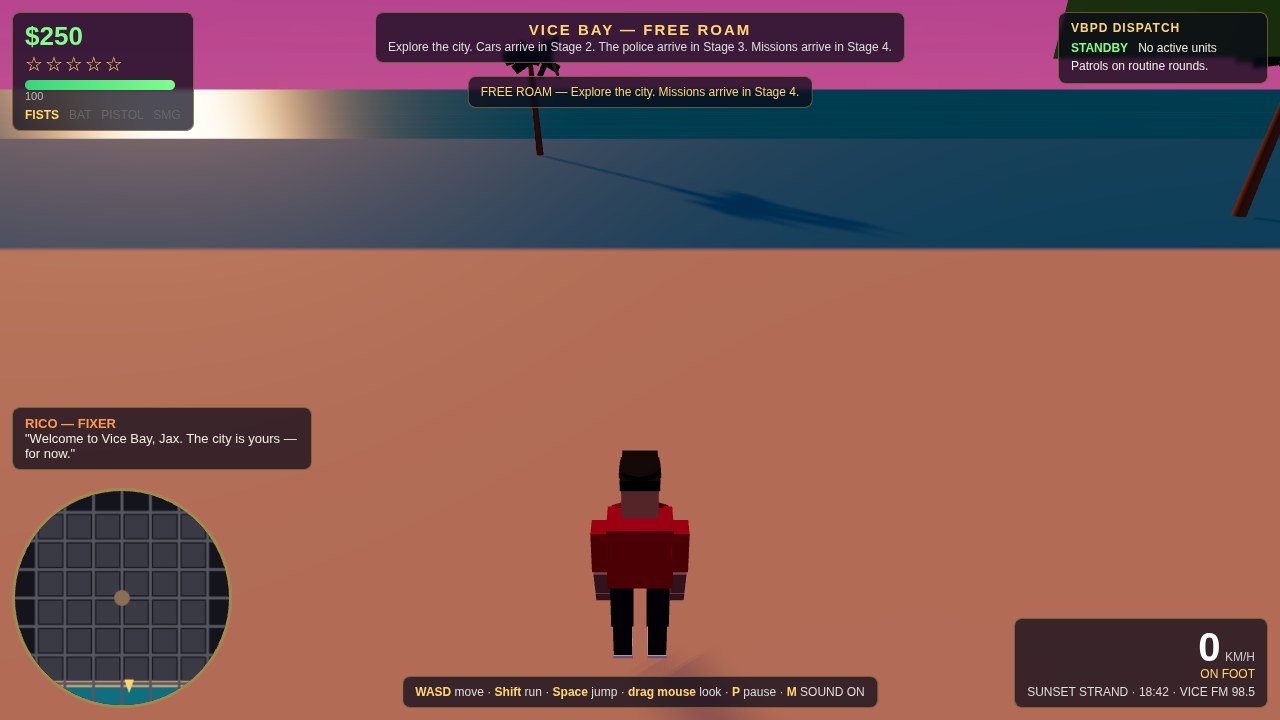 $250
☆☆☆☆☆
100
FISTS BAT PISTOL SMG
VICE BAY — FREE ROAM
Explore the city. Cars arrive in Stage 2. The police arrive in Stage 3. Missions arrive in Stage 4.
FREE ROAM — Explore the city. Missions arrive in Stage 4.
VBPD DISPATCH
STANDBY No active units
Patrols on routine rounds.
RICO — FIXER
"Welcome to Vice Bay, Jax. The city is yours —
for now."
WASD move · Shift run · Space jump · drag mouse look · P pause · M SOUND ON
0 KM/H
ON FOOT
SUNSET STRAND · 18:42 · VICE FM 98.5